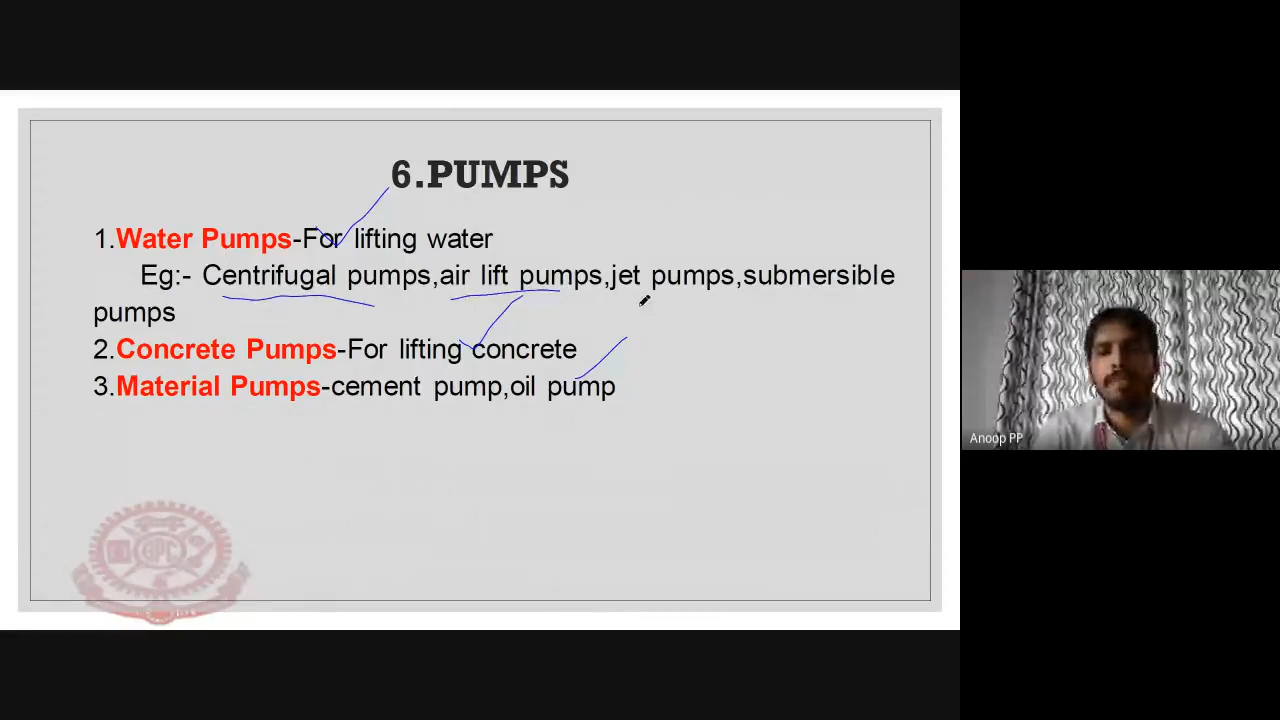 6.PUMPS
1.Water Pumps-For lifting water
Eg:- Centrifugal pumps,air lift pumps,jet pumps,submersible
pumps
2.Concrete Pumps-For lifting concrete
3.Material Pumps-cement pump,oil pump
Anoop PP